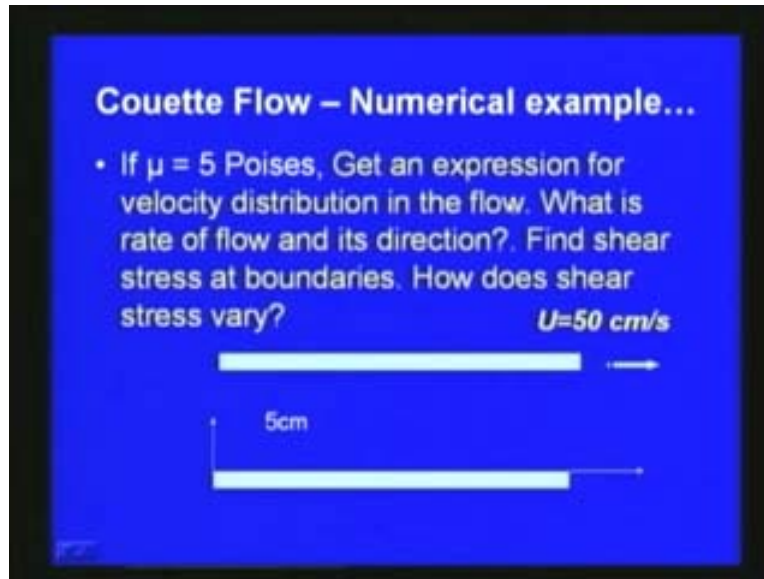 Couette Flow – Numerical example...
• If μ = 5 Poises, Get an expression for
velocity distribution in the flow. What is
rate of flow and its direction?. Find shear
stress at boundaries. How does shear
stress vary?
U=50 cm/s
5cm